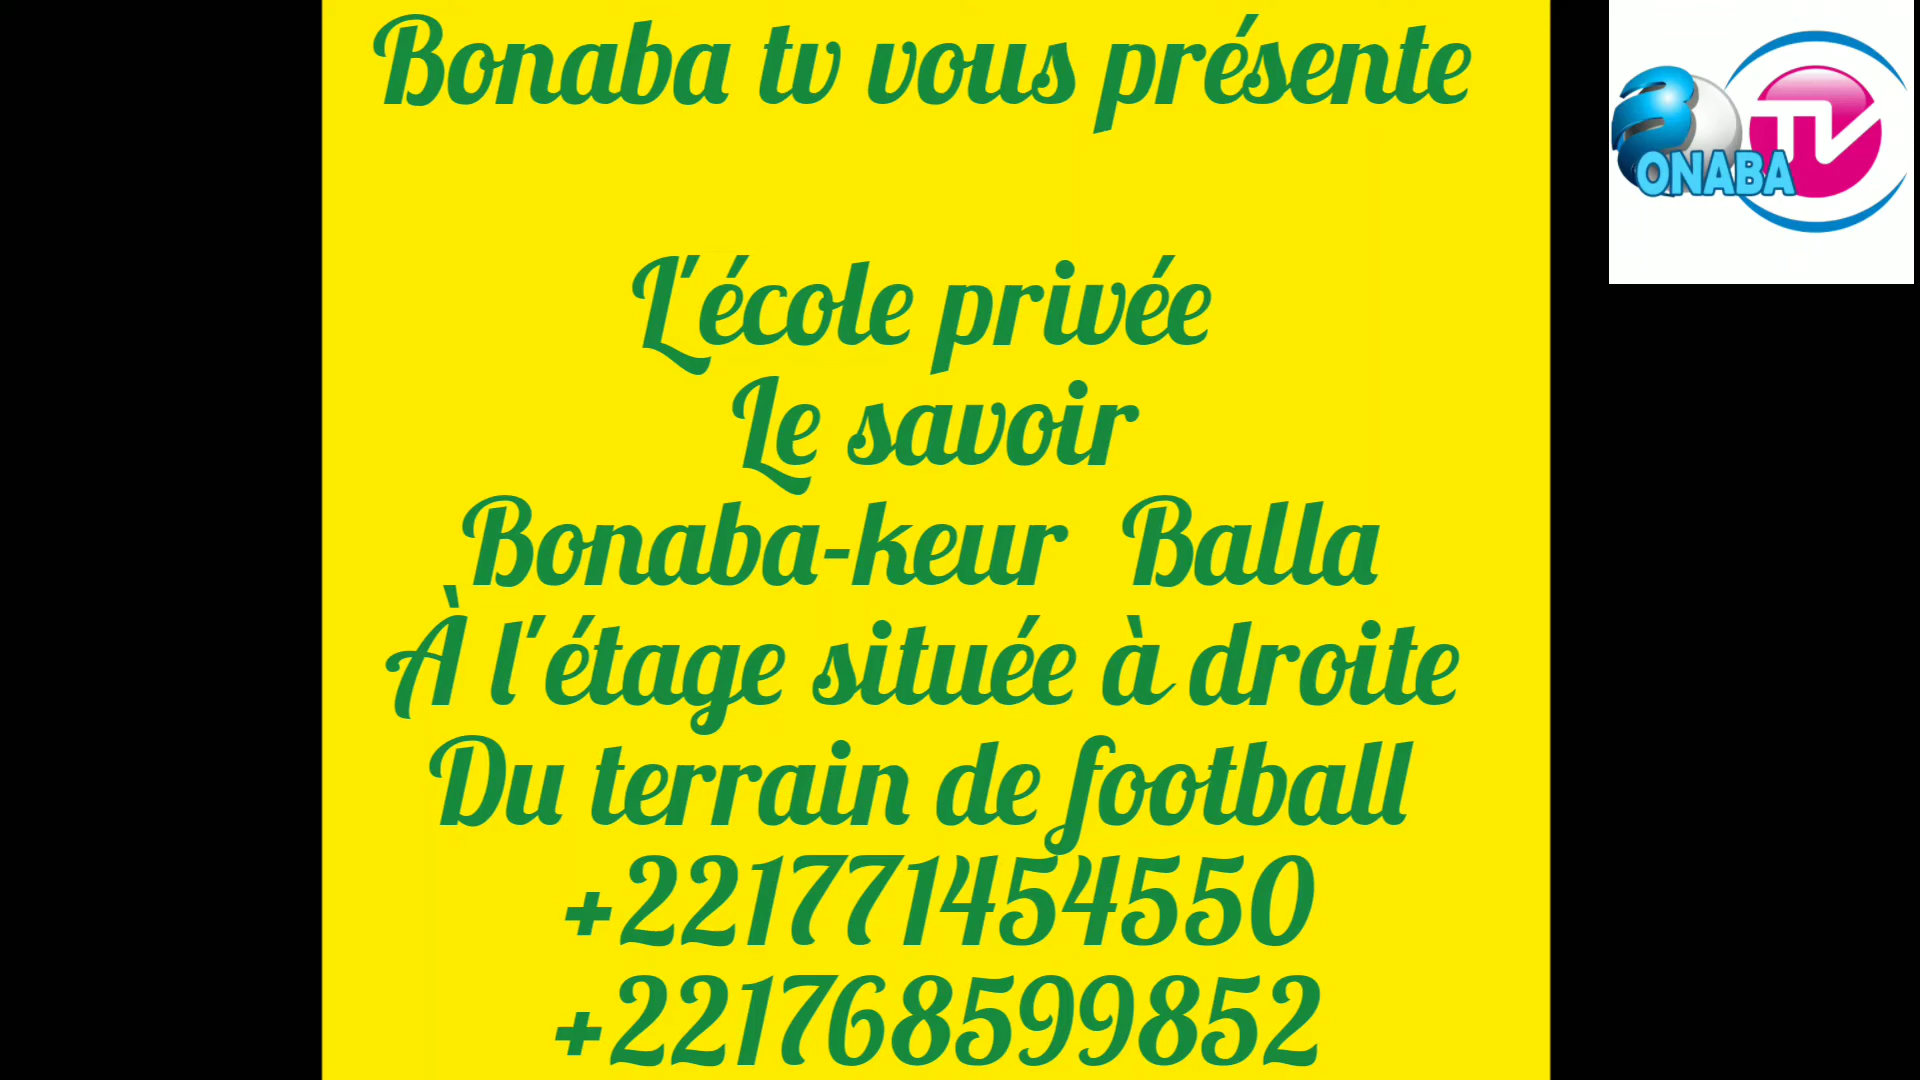 Bonaba tv vous présente
L'école privée
Le savoir
Bonaba-keur Balla
À l'étage située à droite
Du terrain de football
+221771454550
+221768599852
BONABA TV